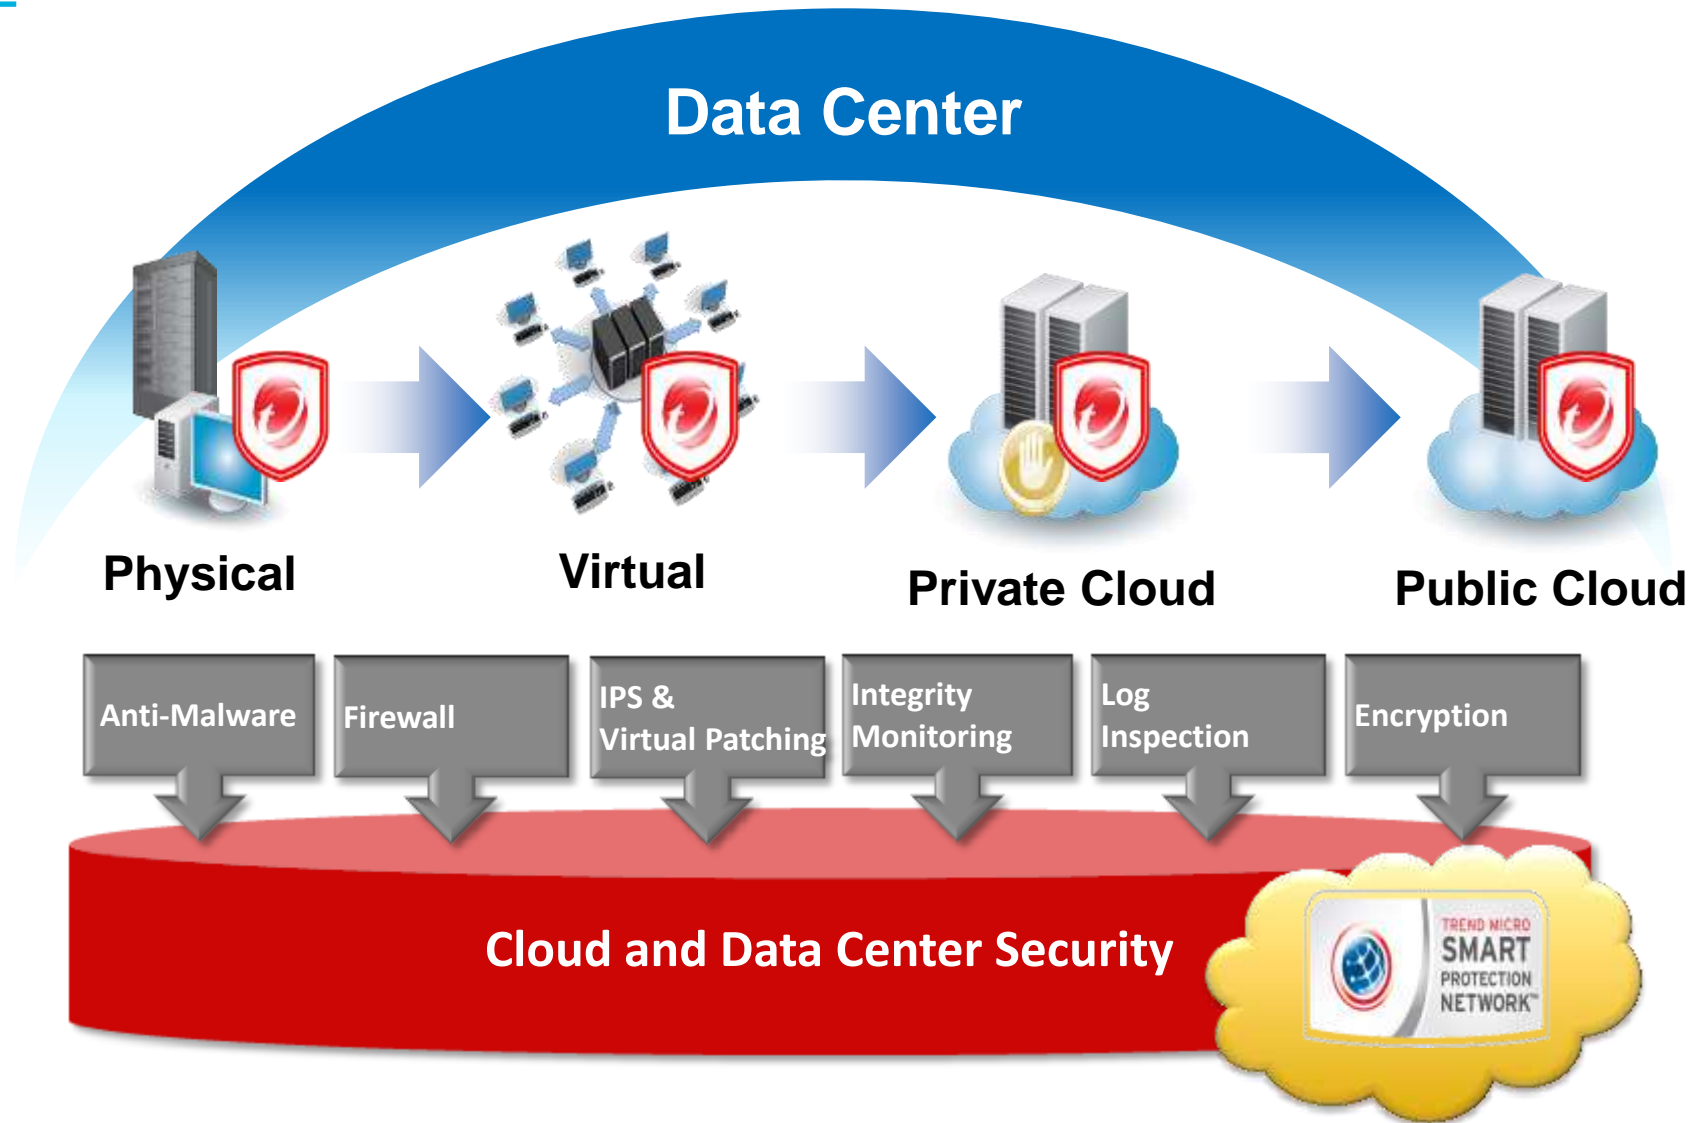 Data Center
Physical
Virtual
Private Cloud
Public Cloud
Anti-Malware
Firewall
IPS &
Virtual Patching
Integrity
Monitoring
Log
Inspection
Encryption
Cloud and Data Center Security
TREND MICRO
SMART
PROTECTION
NETWORK™